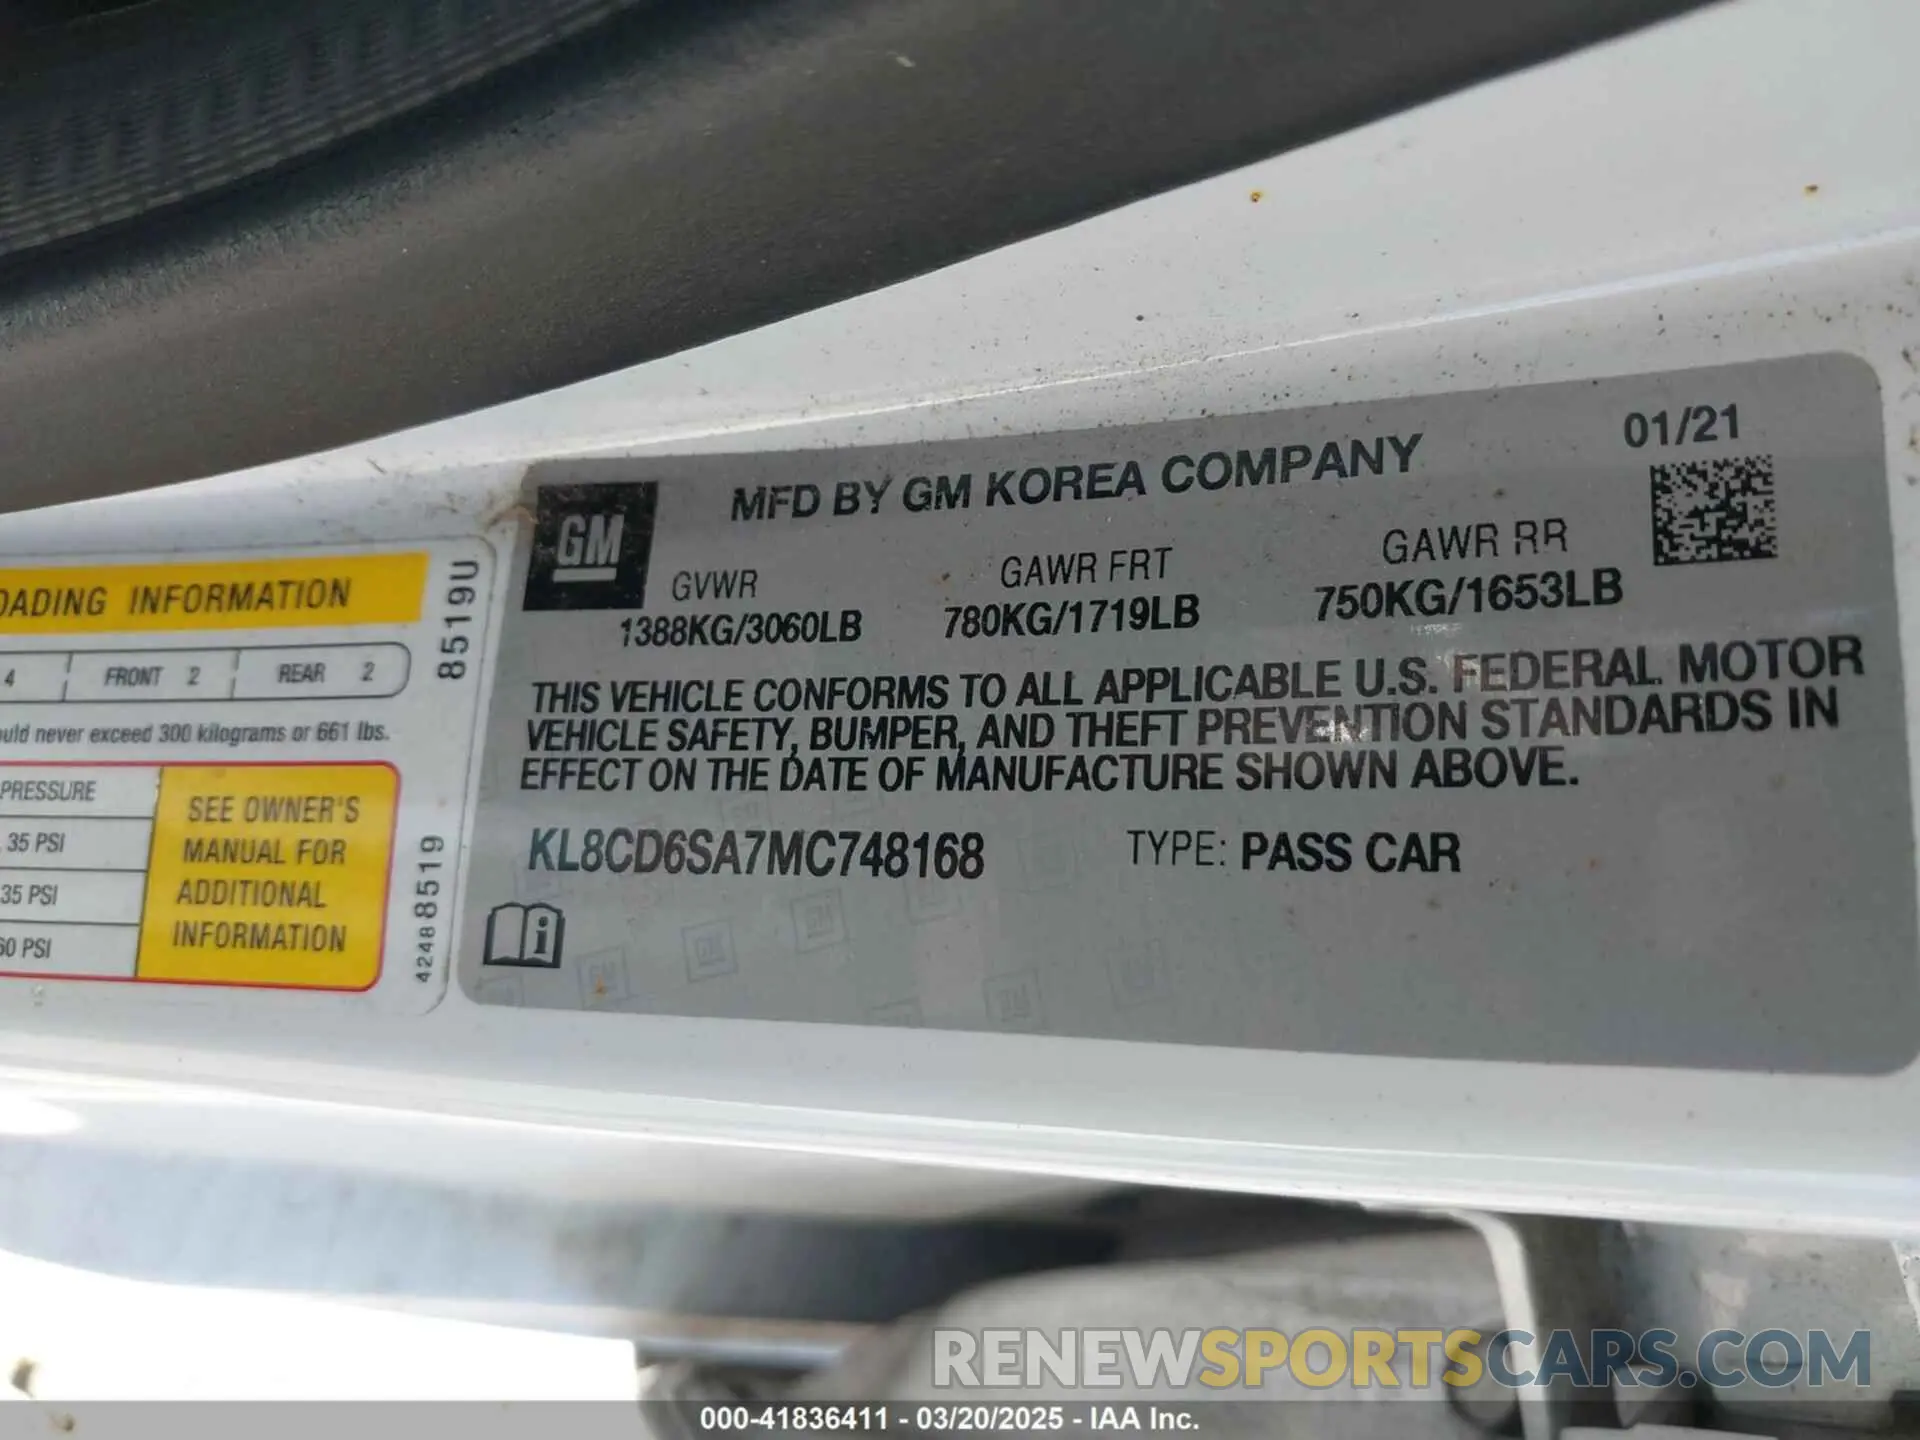 MFD BY GM KOREA COMPANY
01/21
GM
GVWR
GAWR FRT
GAWR RR
1388KG/3060LB
780KG/1719LB
750KG/1653LB
THIS VEHICLE CONFORMS TO ALL APPLICABLE U.S. FEDERAL MOTOR
VEHICLE SAFETY, BUMPER, AND THEFT PREVENTION STANDARDS IN
EFFECT ON THE DATE OF MANUFACTURE SHOWN ABOVE.
KL8CD6SA7MC748168
TYPE: PASS CAR
OADING INFORMATION
4 FRONT 2 REAR 2
ould never exceed 300 kilograms or 661 lbs.
PRESSURE
35 PSI
35 PSI
60 PSI
SEE OWNER'S
MANUAL FOR
ADDITIONAL
INFORMATION
8519U
42488519
RENEWSPORTSCARS.COM
000-41836411 - 03/20/2025 - IAA Inc.